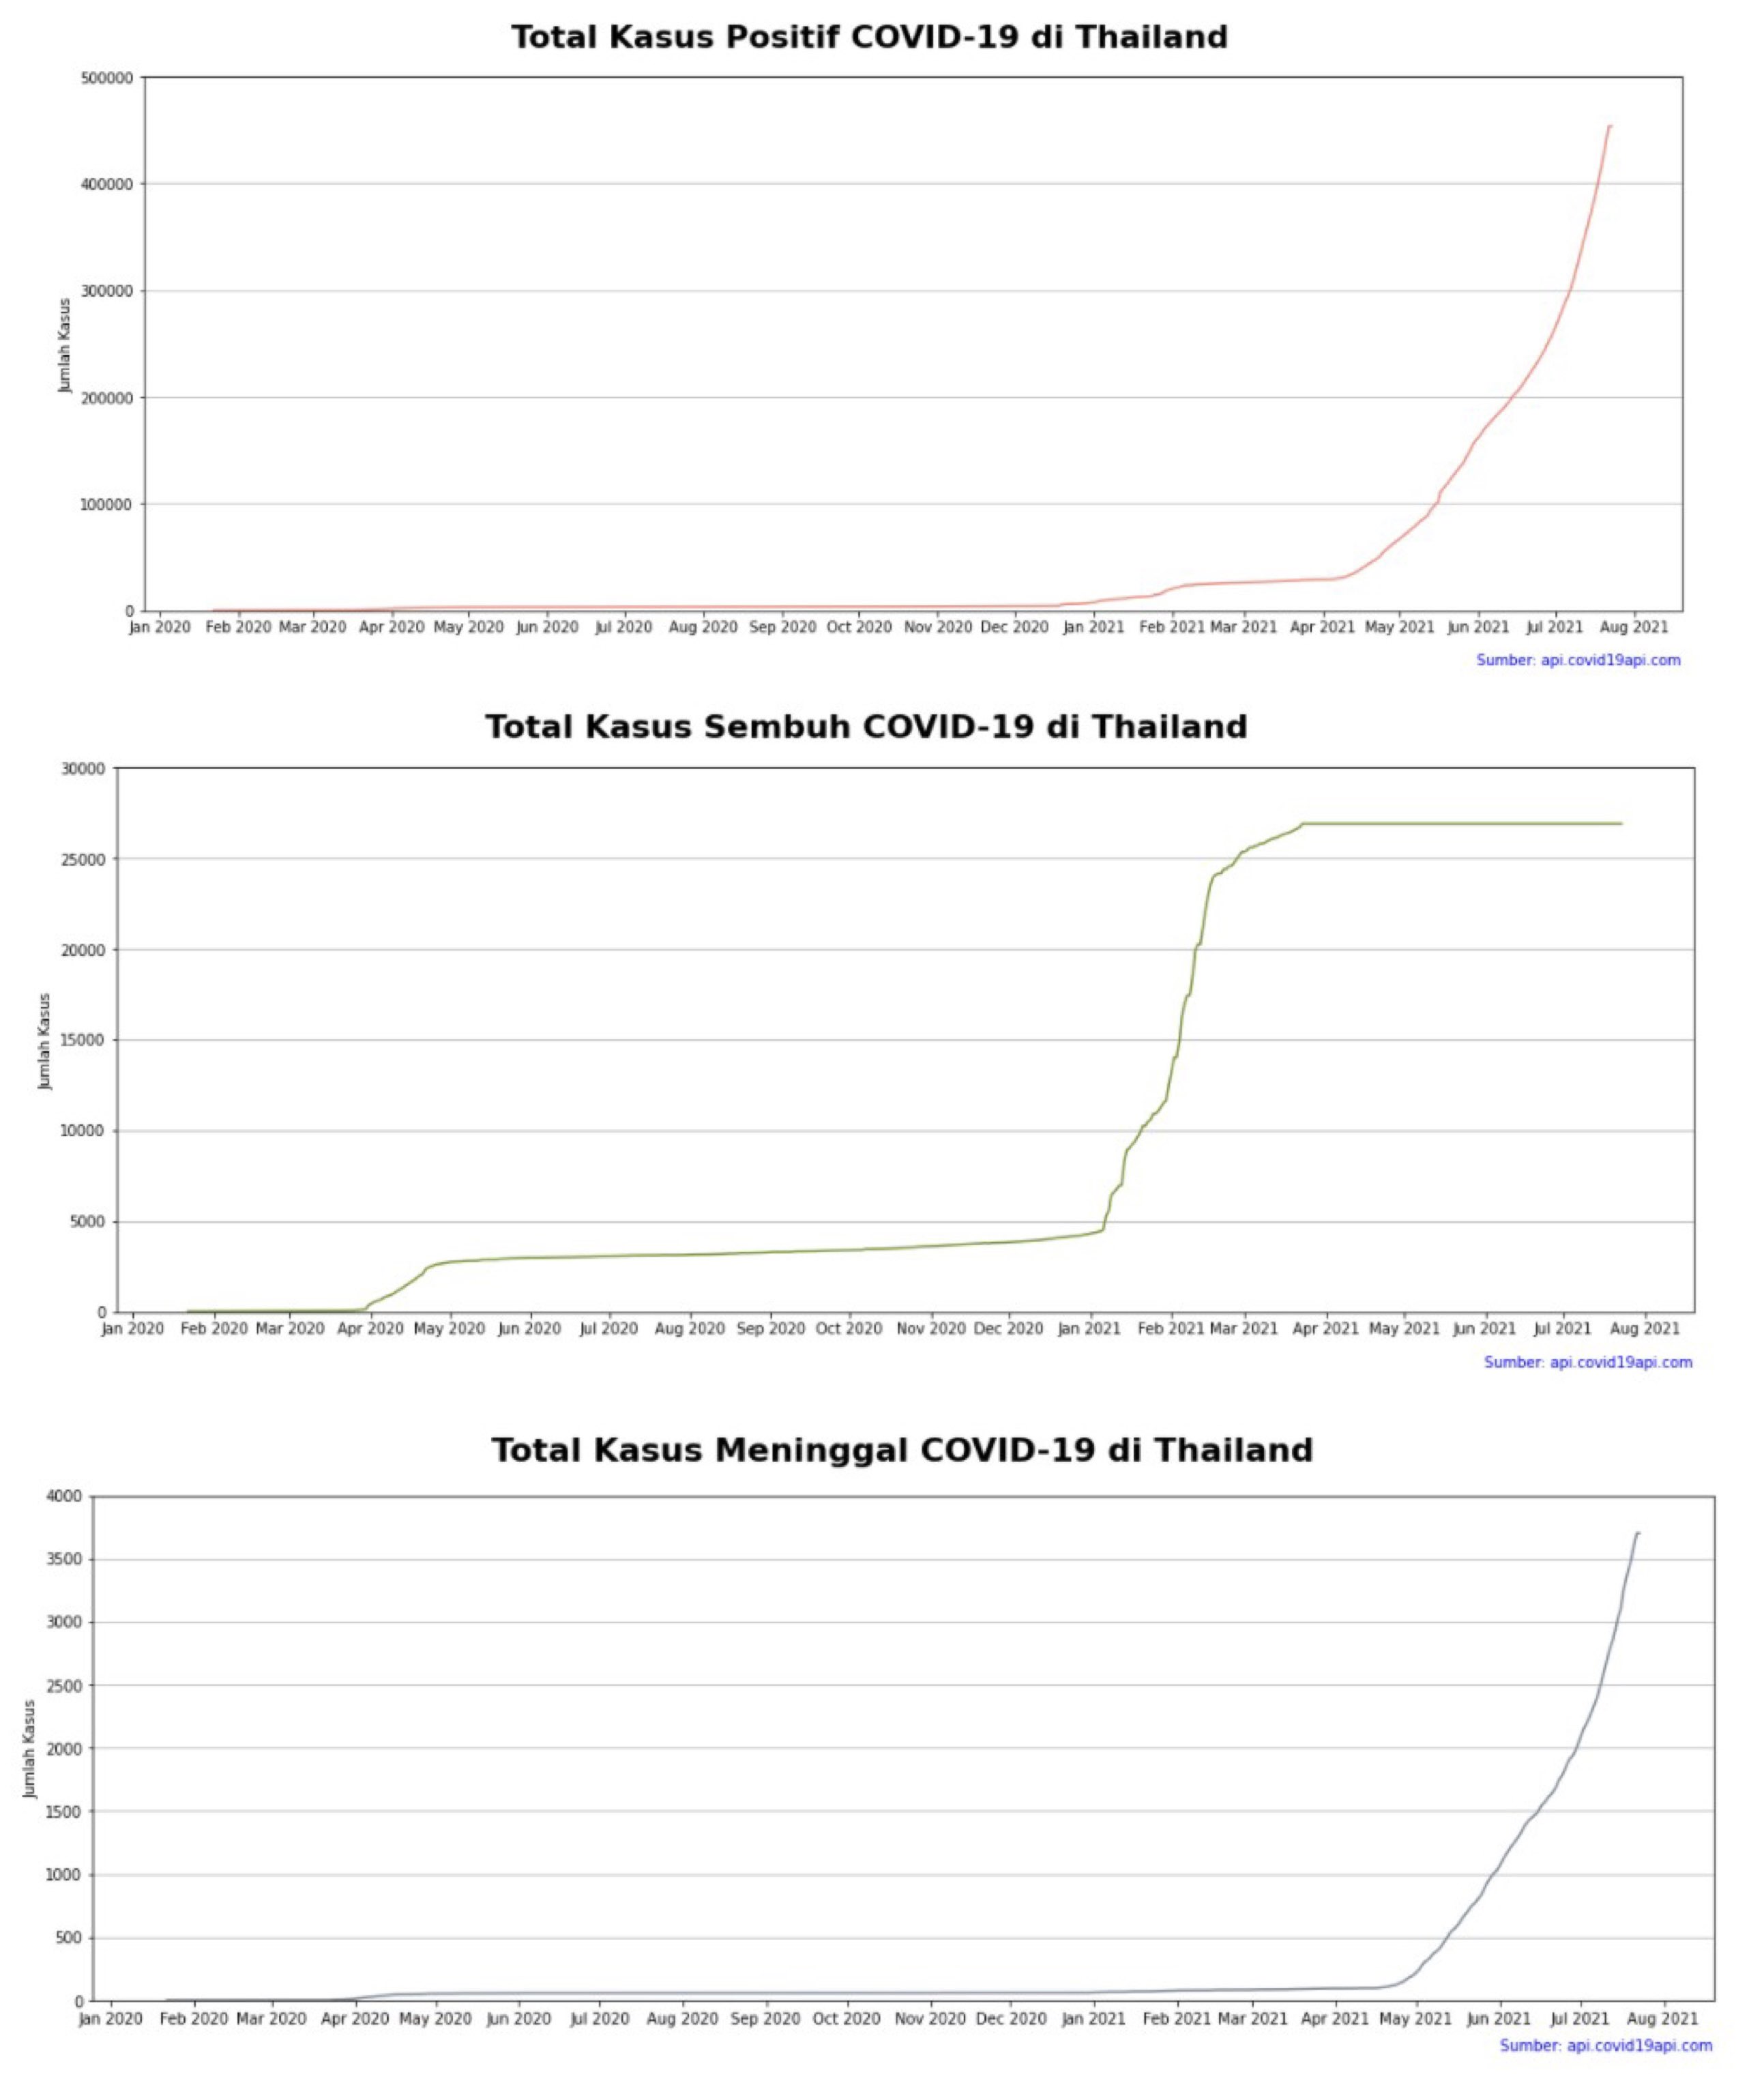 Total Kasus Positif COVID-19 di Thailand
500000
400000
300000
200000
100000
0
Jumlah Kasus
Jan 2020 Feb 2020 Mar 2020 Apr 2020 May 2020 Jun 2020 Jul 2020 Aug 2020 Sep 2020 Oct 2020 Nov 2020 Dec 2020 Jan 2021 Feb 2021 Mar 2021 Apr 2021 May 2021 Jun 2021 Jul 2021 Aug 2021
Sumber: api.covid19api.com
Total Kasus Sembuh COVID-19 di Thailand
30000
25000
20000
15000
10000
5000
0
Jumlah Kasus
Jan 2020 Feb 2020 Mar 2020 Apr 2020 May 2020 Jun 2020 Jul 2020 Aug 2020 Sep 2020 Oct 2020 Nov 2020 Dec 2020 Jan 2021 Feb 2021 Mar 2021 Apr 2021 May 2021 Jun 2021 Jul 2021 Aug 2021
Sumber: api.covid19api.com
Total Kasus Meninggal COVID-19 di Thailand
4000
3500
3000
2500
2000
1500
1000
500
0
Jumlah Kasus
Jan 2020 Feb 2020 Mar 2020 Apr 2020 May 2020 Jun 2020 Jul 2020 Aug 2020 Sep 2020 Oct 2020 Nov 2020 Dec 2020 Jan 2021 Feb 2021 Mar 2021 Apr 2021 May 2021 Jun 2021 Jul 2021 Aug 2021
Sumber: api.covid19api.com